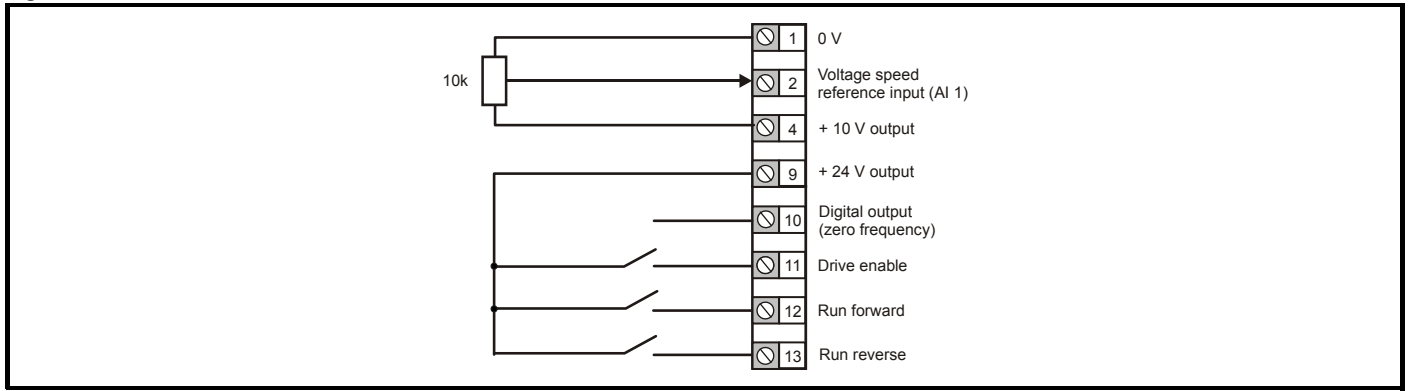 1 0 V
10k
2 Voltage speed
reference input (AI 1)
4 + 10 V output
9 + 24 V output
10 Digital output
(zero frequency)
11 Drive enable
12 Run forward
13 Run reverse